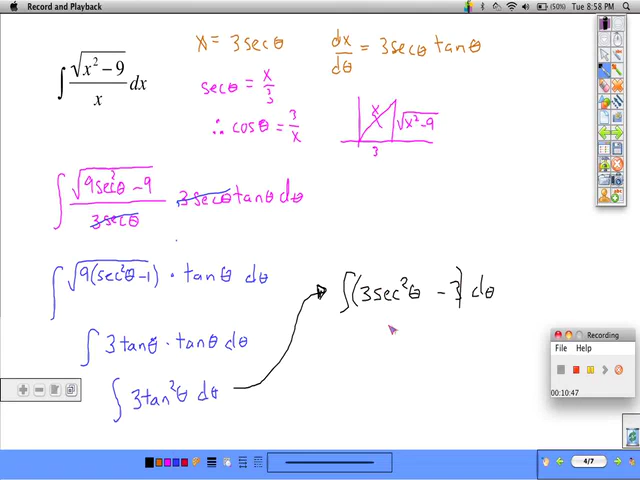 Record and Playback
(50%) Tue 8:58 PM
∫ √(x² − 9) / x dx
x = 3secθ
dx/dθ = 3secθ tanθ
secθ = x/3
∴ cosθ = 3/x
x
√(x² − 9)
3
∫ √(9sec²θ − 9) / 3secθ 3secθ tanθ dθ
∫ √(9(sec²θ − 1)) · tanθ dθ
∫ (3sec²θ − 3) dθ
∫ 3tanθ · tanθ dθ
∫ 3tan²θ dθ
Recording
File Menu Help
00:10:47
4/7